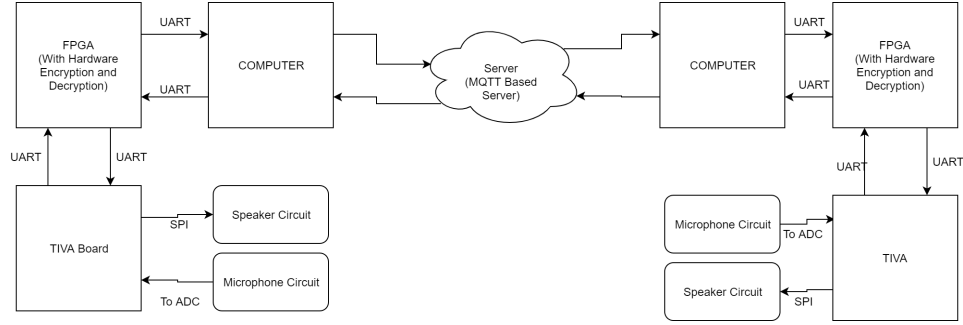 UART
FPGA
(With Hardware
Encryption and
Decryption)
UART
COMPUTER
Server
(MQTT Based
Server)
COMPUTER
UART
UART
FPGA
(With Hardware
Encryption and
Decryption)
UART
UART
TIVA Board
SPI
Speaker Circuit
To ADC
Microphone Circuit
UART
UART
Microphone Circuit
To ADC
Speaker Circuit
SPI
TIVA